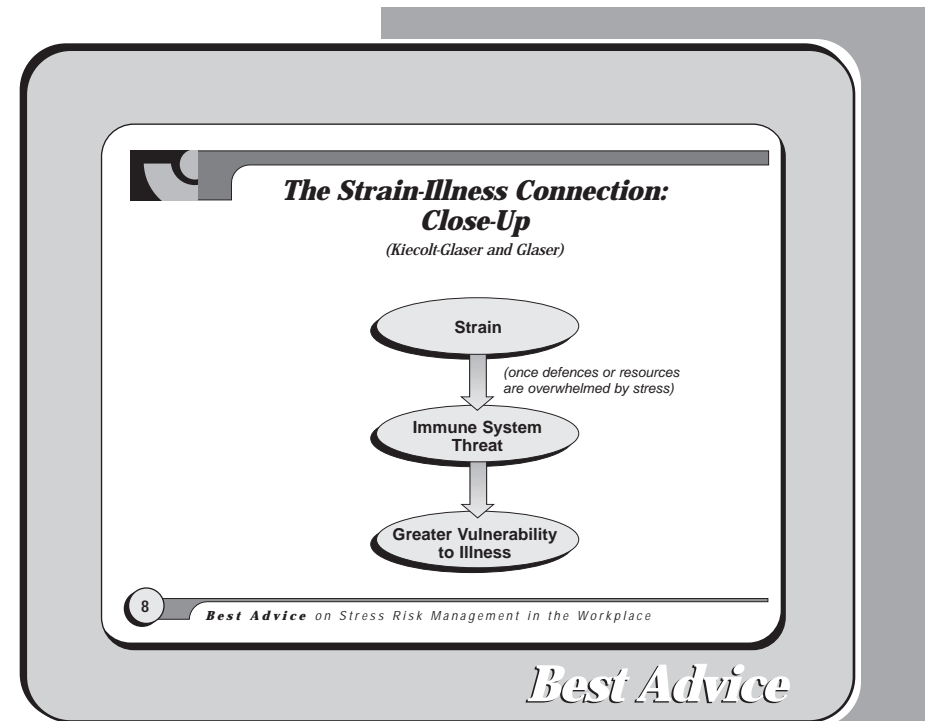 The Strain-Illness Connection:
Close-Up
(Kiecolt-Glaser and Glaser)
Strain
(once defences or resources
are overwhelmed by stress)
Immune System
Threat
Greater Vulnerability
to Illness
8
Best Advice on Stress Risk Management in the Workplace
Best Advice